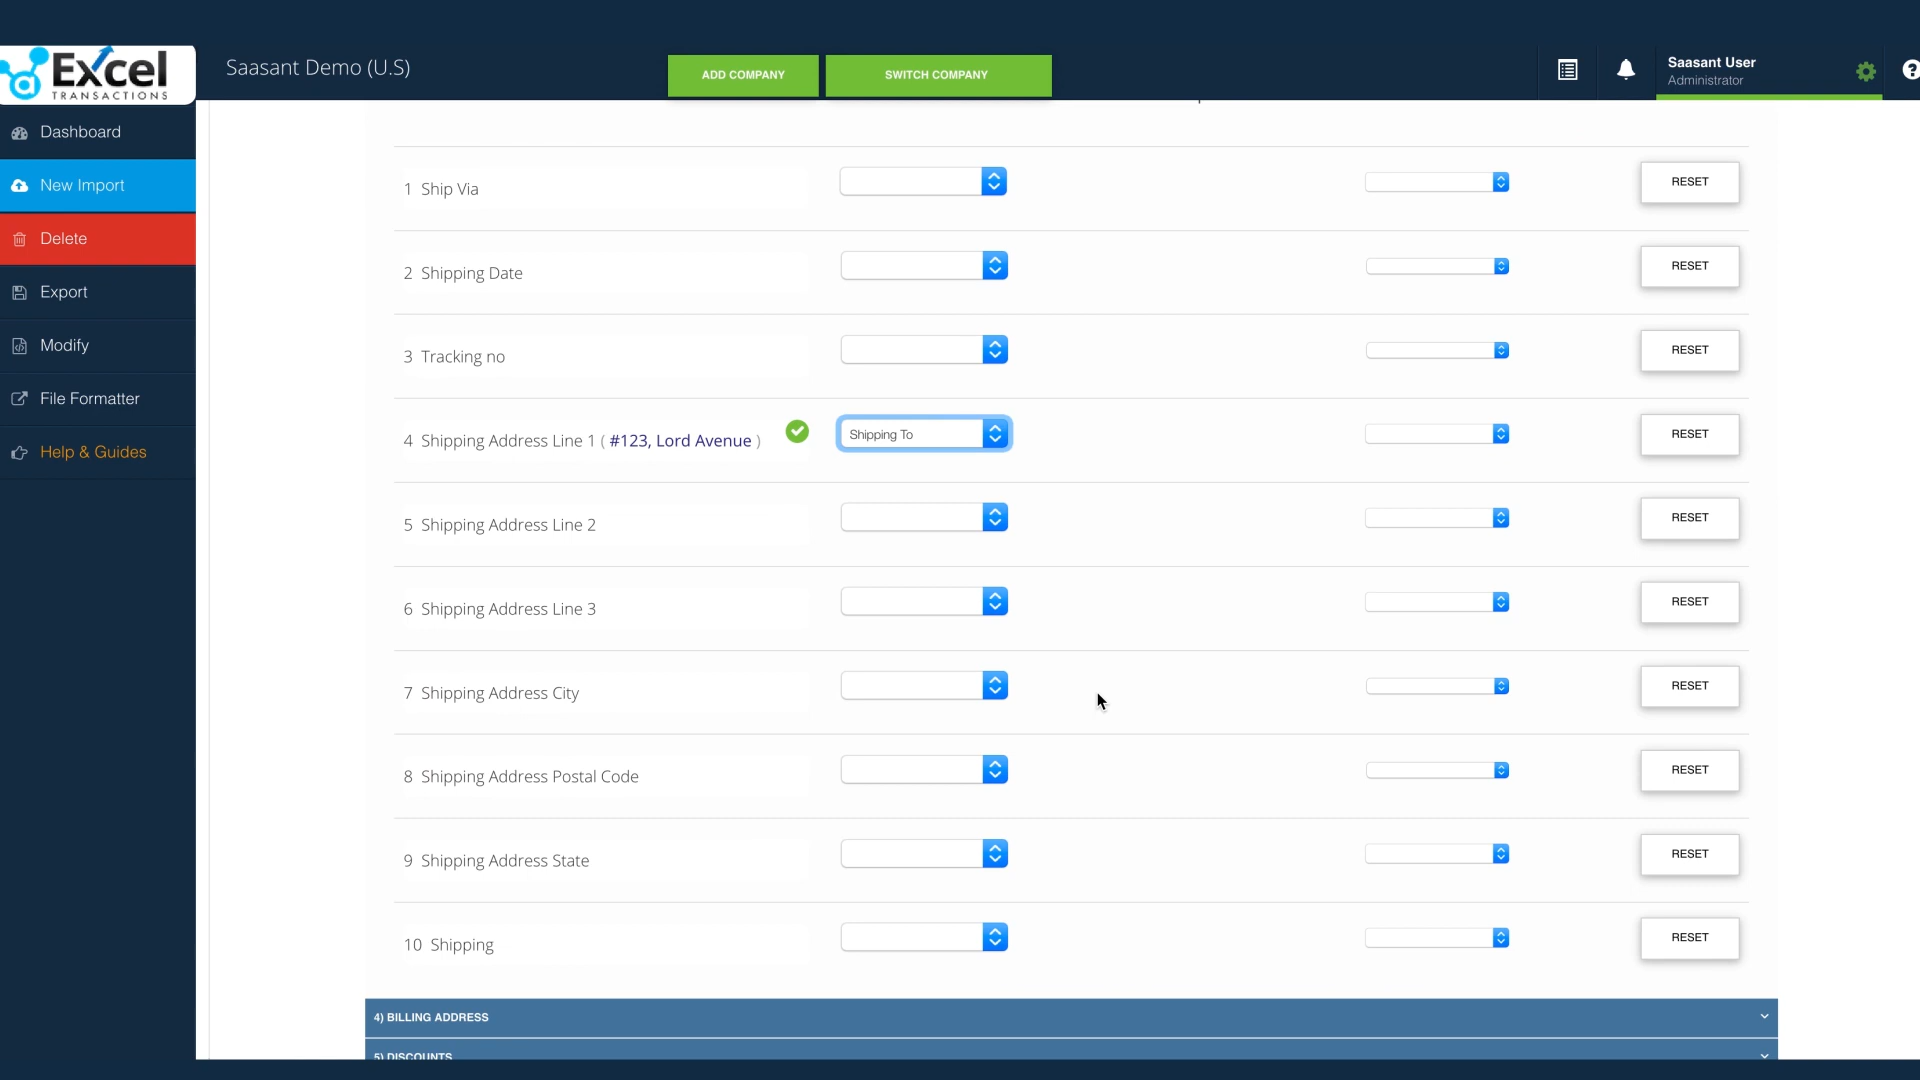 Excel
TRANSACTIONS
Saasant Demo (U.S)
ADD COMPANY
SWITCH COMPANY
Saasant User
Administrator
Dashboard
New Import
Delete
Export
Modify
File Formatter
Help & Guides
1 Ship Via
RESET
2 Shipping Date
RESET
3 Tracking no
RESET
4 Shipping Address Line 1 ( #123, Lord Avenue )
Shipping To
RESET
5 Shipping Address Line 2
RESET
6 Shipping Address Line 3
RESET
7 Shipping Address City
RESET
8 Shipping Address Postal Code
RESET
9 Shipping Address State
RESET
10 Shipping
RESET
4) BILLING ADDRESS
5) DISCOUNTS